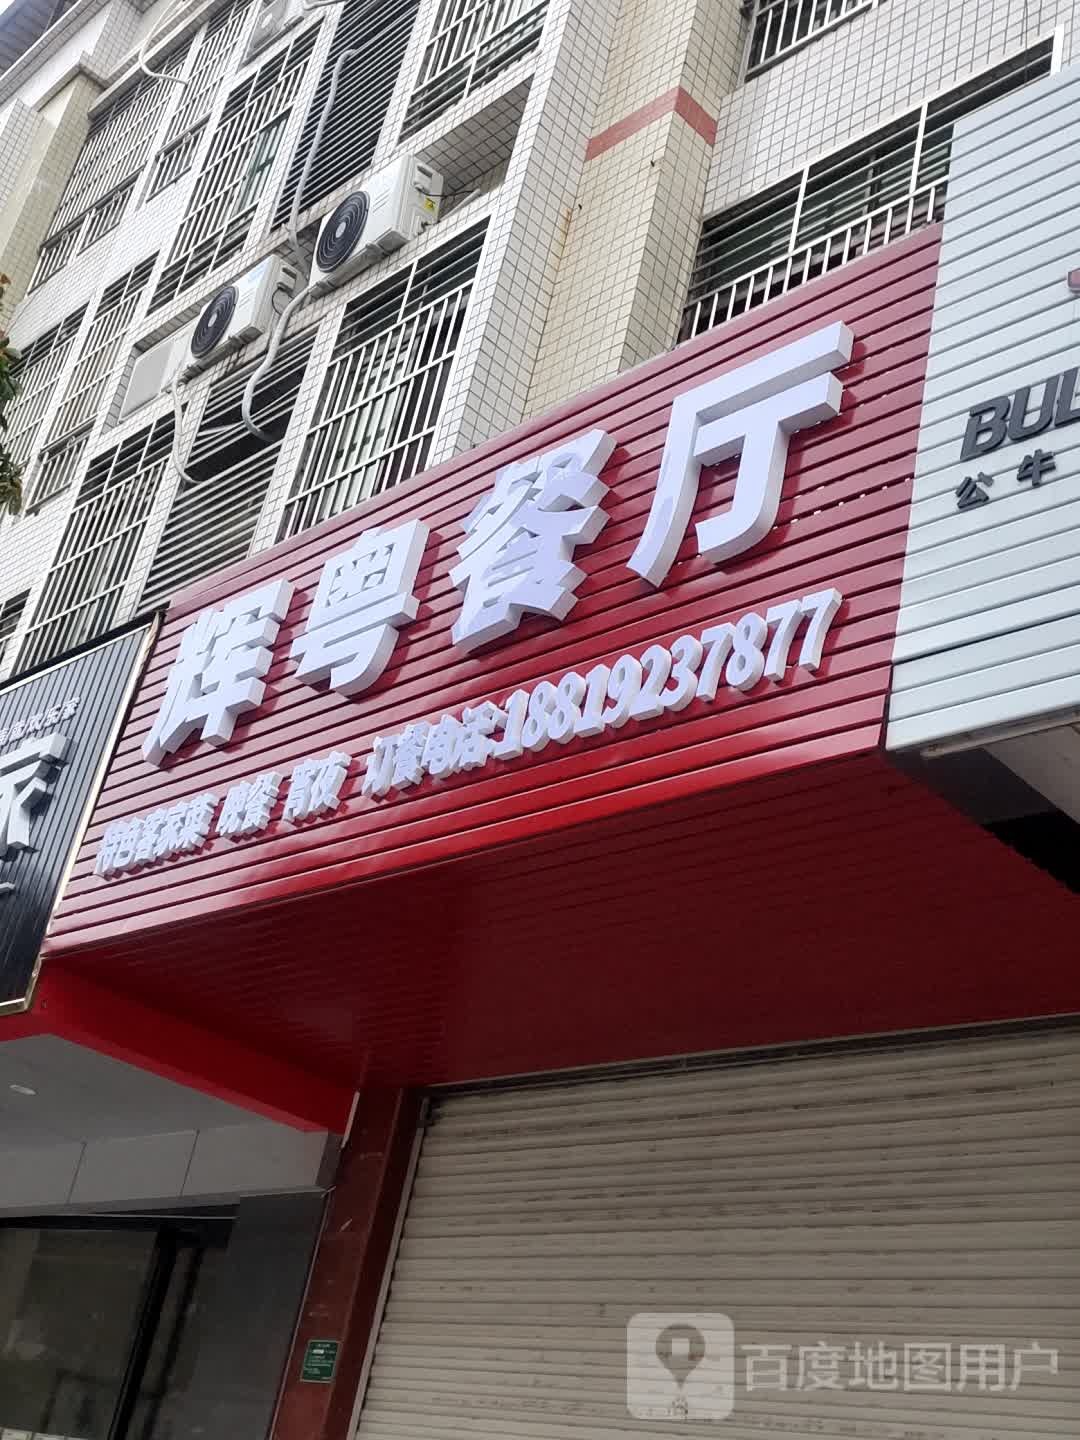 辉粤餐厅
特色客家菜 晚餐 宵夜 订餐电话:18819237877
BUL
公牛
百度地图用户